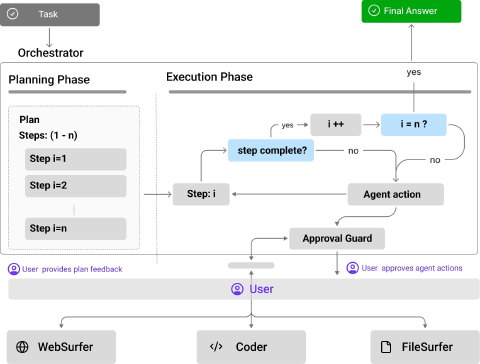 Task
Final Answer
Orchestrator
yes
Planning Phase
Execution Phase
Plan
Steps: (1 - n)
Step i=1
Step i=2
Step i=n
yes
i ++
i = n ?
step complete?
no
no
Step: i
Agent action
Approval Guard
User provides plan feedback
User approves agent actions
User
WebSurfer
Coder
FileSurfer